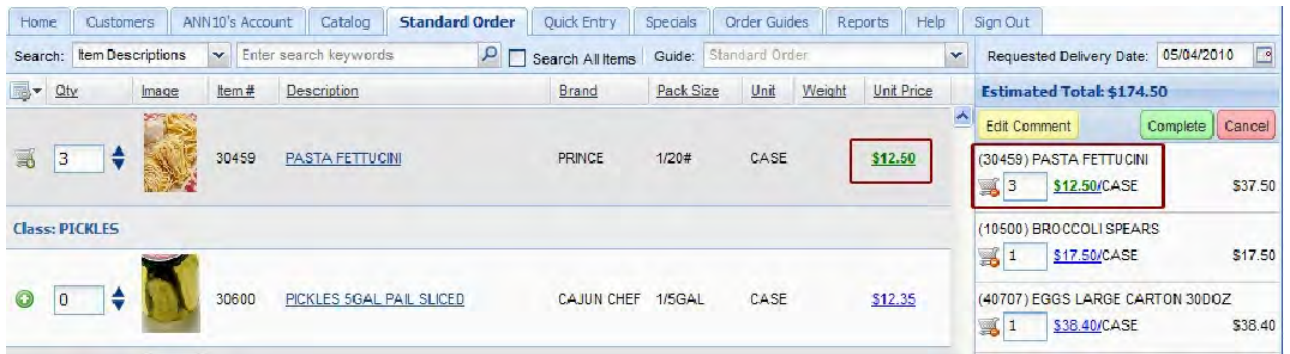 Home Customers ANN10's Account Catalog Standard Order Quick Entry Specials Order Guides Reports Help Sign Out
Search: Item Descriptions Enter search keywords Search All Items Guide: Standard Order Requested Delivery Date: 05/04/2010
Qty Image Item # Description Brand Pack Size Unit Weight Unit Price
3 30459 PASTA FETTUCINI PRINCE 1/20# CASE $12.50
Class: PICKLES
0 30600 PICKLES 5GAL PAIL SLICED CAJUN CHEF 1/5GAL CASE $12.35
Estimated Total: $174.50
Edit Comment Complete Cancel
(30459) PASTA FETTUCINI
3 $12.50/CASE $37.50
(10500) BROCCOLI SPEARS
1 $17.50/CASE $17.50
(40707) EGGS LARGE CARTON 30DOZ
1 $38.40/CASE $38.40